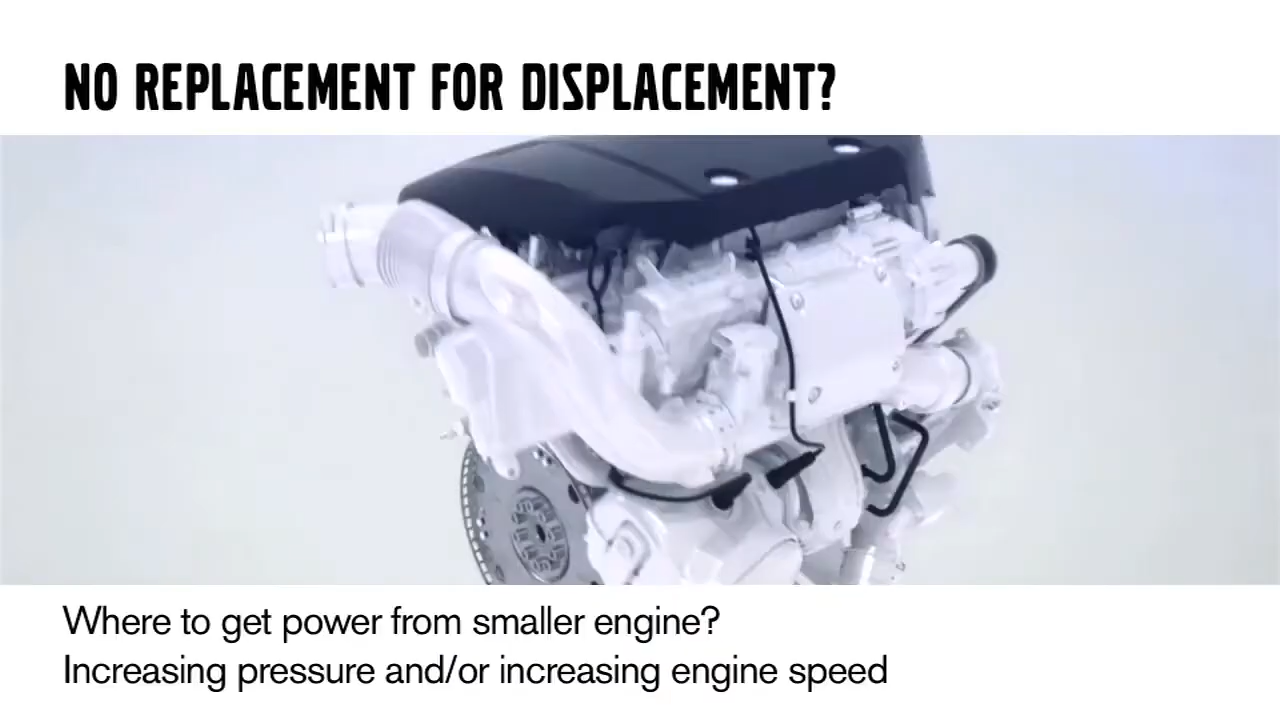 NO REPLACEMENT FOR DISPLACEMENT?
Where to get power from smaller engine?
Increasing pressure and/or increasing engine speed